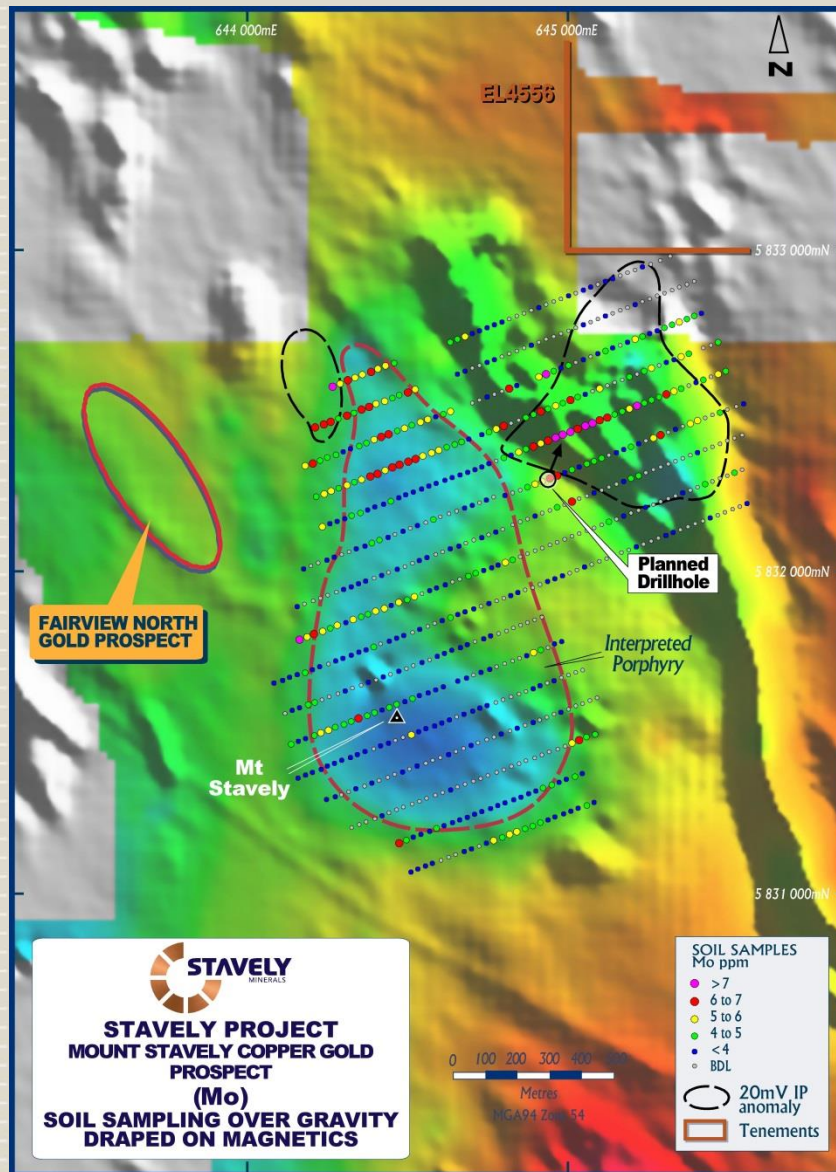 644 000mE
645 000mE
N
EL4556
5 833 000mN
Planned
Drillhole
5 832 000mN
FAIRVIEW NORTH
GOLD PROSPECT
Interpreted
Porphyry
Mt
Stavely
5 831 000mN
STAVELY
MINERALS
STAVELY PROJECT
MOUNT STAVELY COPPER GOLD
PROSPECT
(Mo)
SOIL SAMPLING OVER GRAVITY
DRAPED ON MAGNETICS
0 100 200 300 400
Metres
MGA94 Zone 54
SOIL SAMPLES
Mo ppm
>7
6 to 7
5 to 6
4 to 5
<4
BDL
20mV IP
anomaly
Tenements